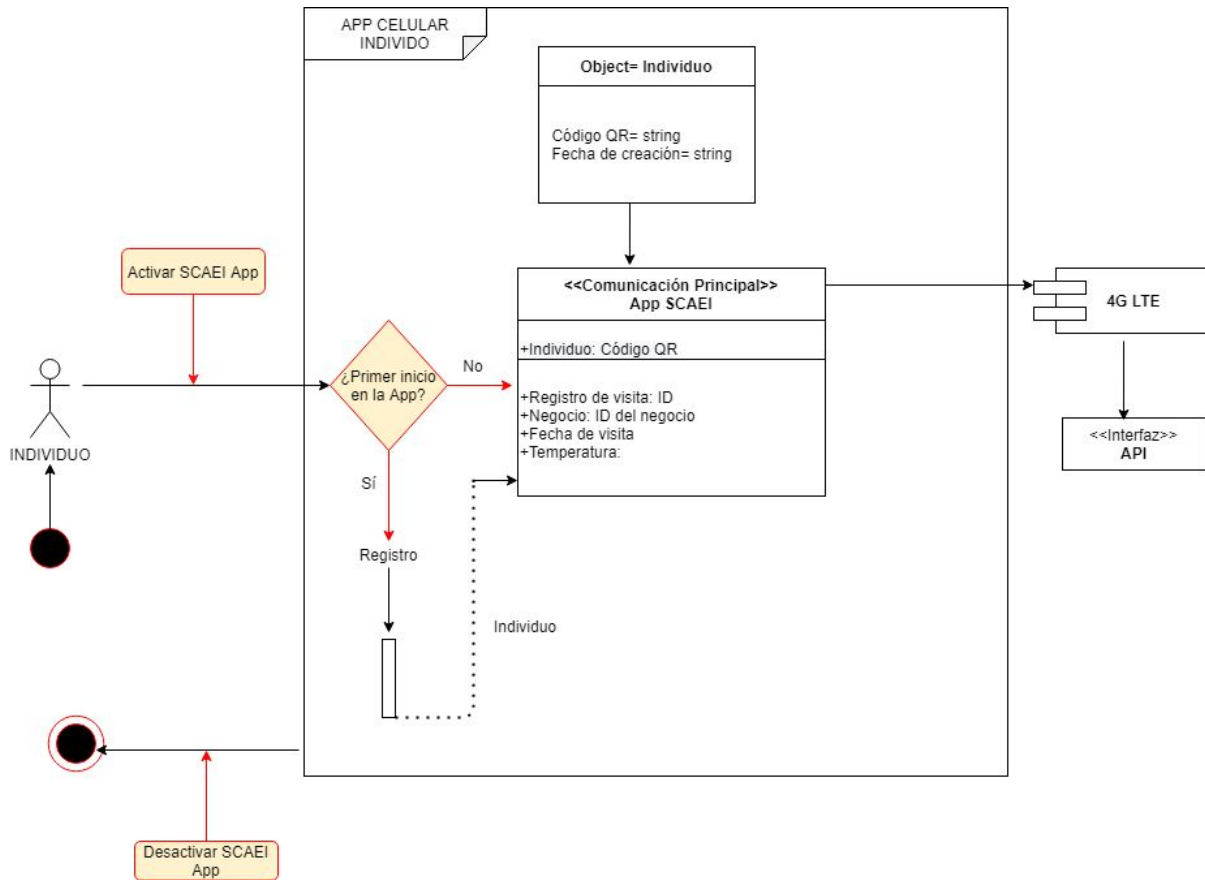 APP CELULAR
INDIVIDO
Object= Individuo
Código QR= string
Fecha de creación= string
Activar SCAEI App
<<Comunicación Principal>>
App SCAEI
+Individuo: Código QR
+Registro de visita: ID
+Negocio: ID del negocio
+Fecha de visita
+Temperatura:
4G LTE
<<Interfaz>>
API
¿Primer inicio
en la App?
No
Sí
INDIVIDUO
Registro
Individuo
Desactivar SCAEI
App